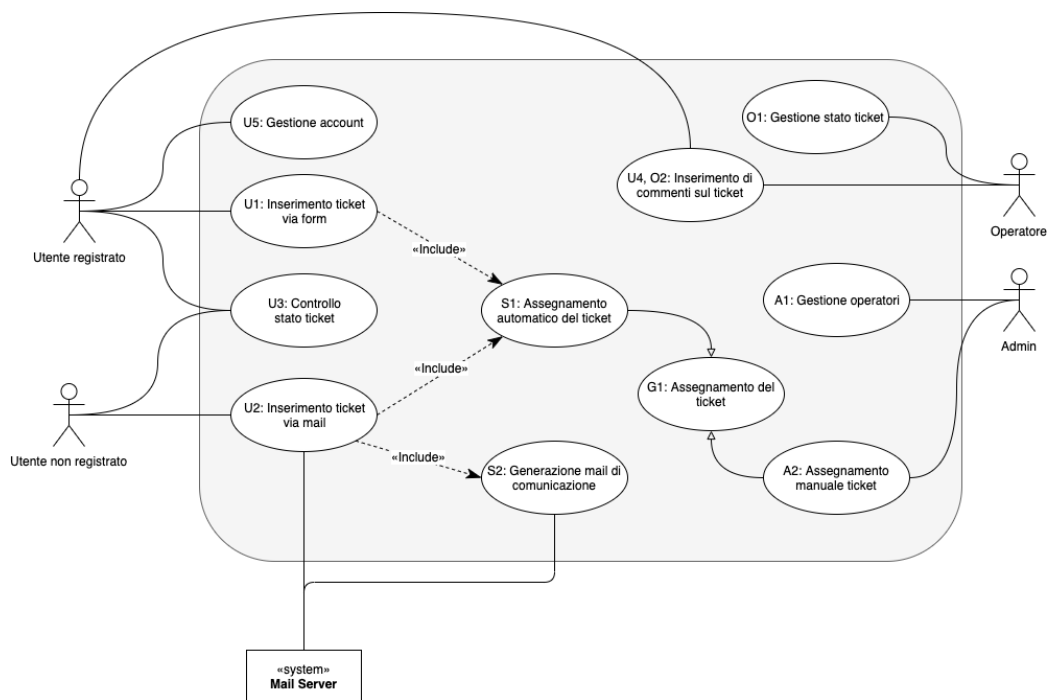 U5: Gestione account
O1: Gestione stato ticket
U4, O2: Inserimento di
commenti sul ticket
U1: Inserimento ticket
via form
Utente registrato
Operatore
«Include»
U3: Controllo
stato ticket
S1: Assegnamento
automatico del ticket
A1: Gestione operatori
Admin
«Include»
G1: Assegnamento del
ticket
U2: Inserimento ticket
via mail
Utente non registrato
«Include»
S2: Generazione mail di
comunicazione
A2: Assegnamento
manuale ticket
«system»
Mail Server